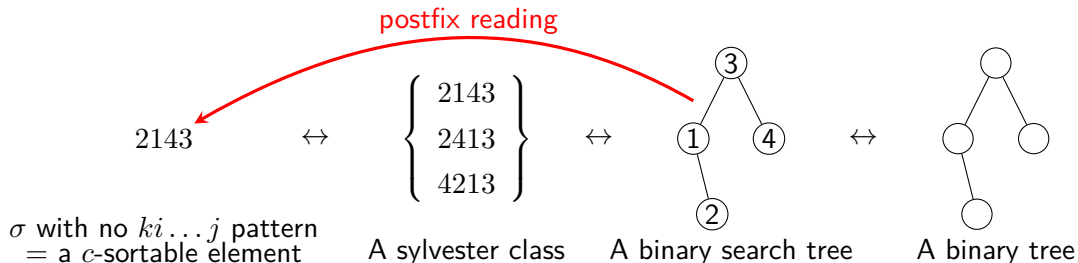 postfix reading
2143 ↔ { 2143 2413 4213 } ↔ 3 1 4 2 ↔
σ with no ki … j pattern
= a c-sortable element
A sylvester class
A binary search tree
A binary tree